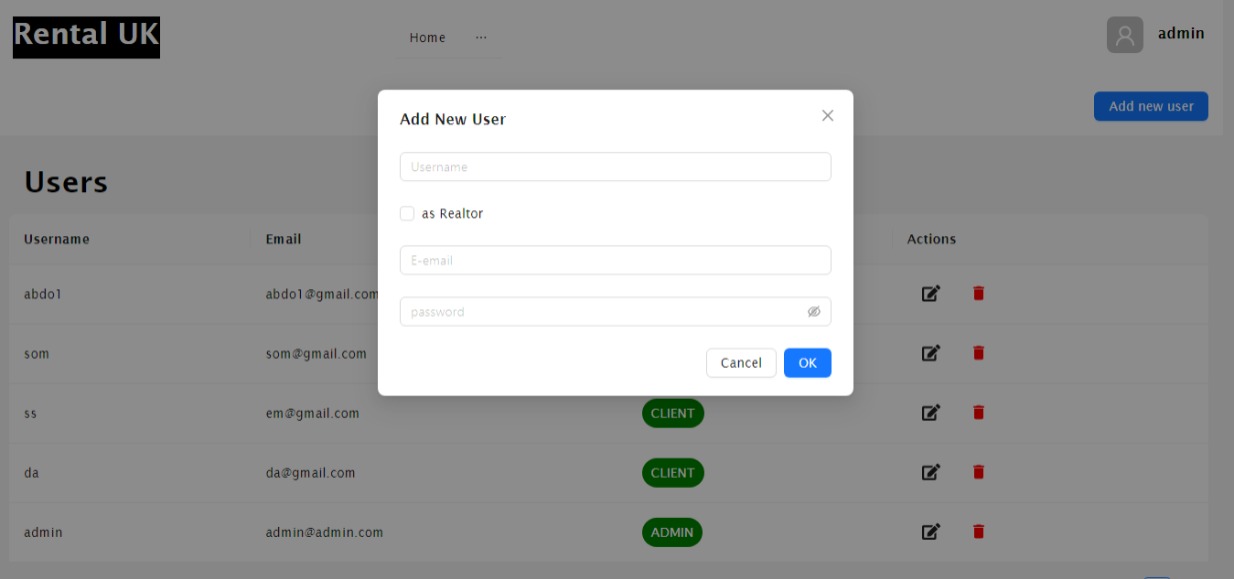 Rental UK
Home ···
admin
Add new user
Add New User
Username
as Realtor
E-email
password
Cancel OK
Users
Username Email Actions
abdo1 abdo1@gmail.com
som som@gmail.com
ss em@gmail.com CLIENT
da da@gmail.com CLIENT
admin admin@admin.com ADMIN